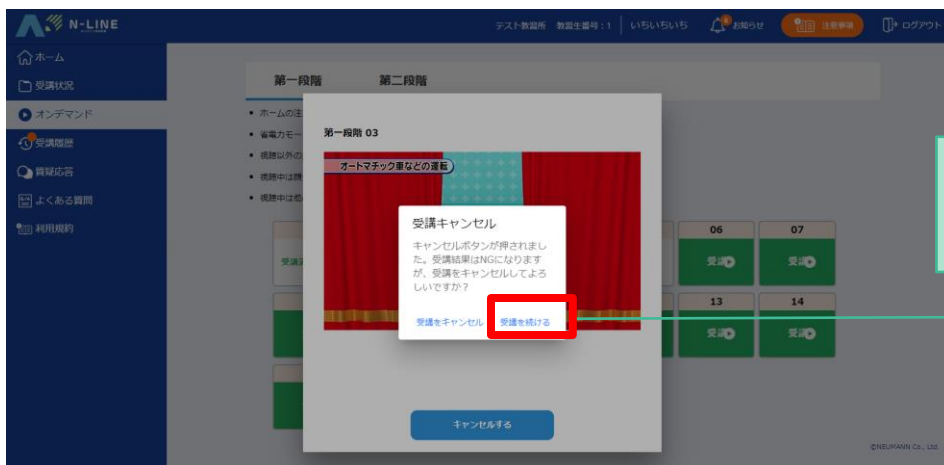 N-LINE
テスト教習所 教習生番号：1 いちいちいち お知らせ 注意事項 ログアウト
ホーム
受講状況
オンデマンド
受講履歴
質疑応答
よくある質問
利用規約
第一段階 第二段階
ホームの注
省電力モー
視聴以外の
視聴中は
視聴中は他
第一段階 03
オートマチック車などの運転
受講キャンセル
キャンセルボタンが押されまし
た。受講結果はNGになります
が、受講をキャンセルしてよろ
しいですか？
受講をキャンセル 受講を続ける
キャンセルする
06 07
受講 受講
13 14
受講 受講
©NEUMANN Co., Ltd.